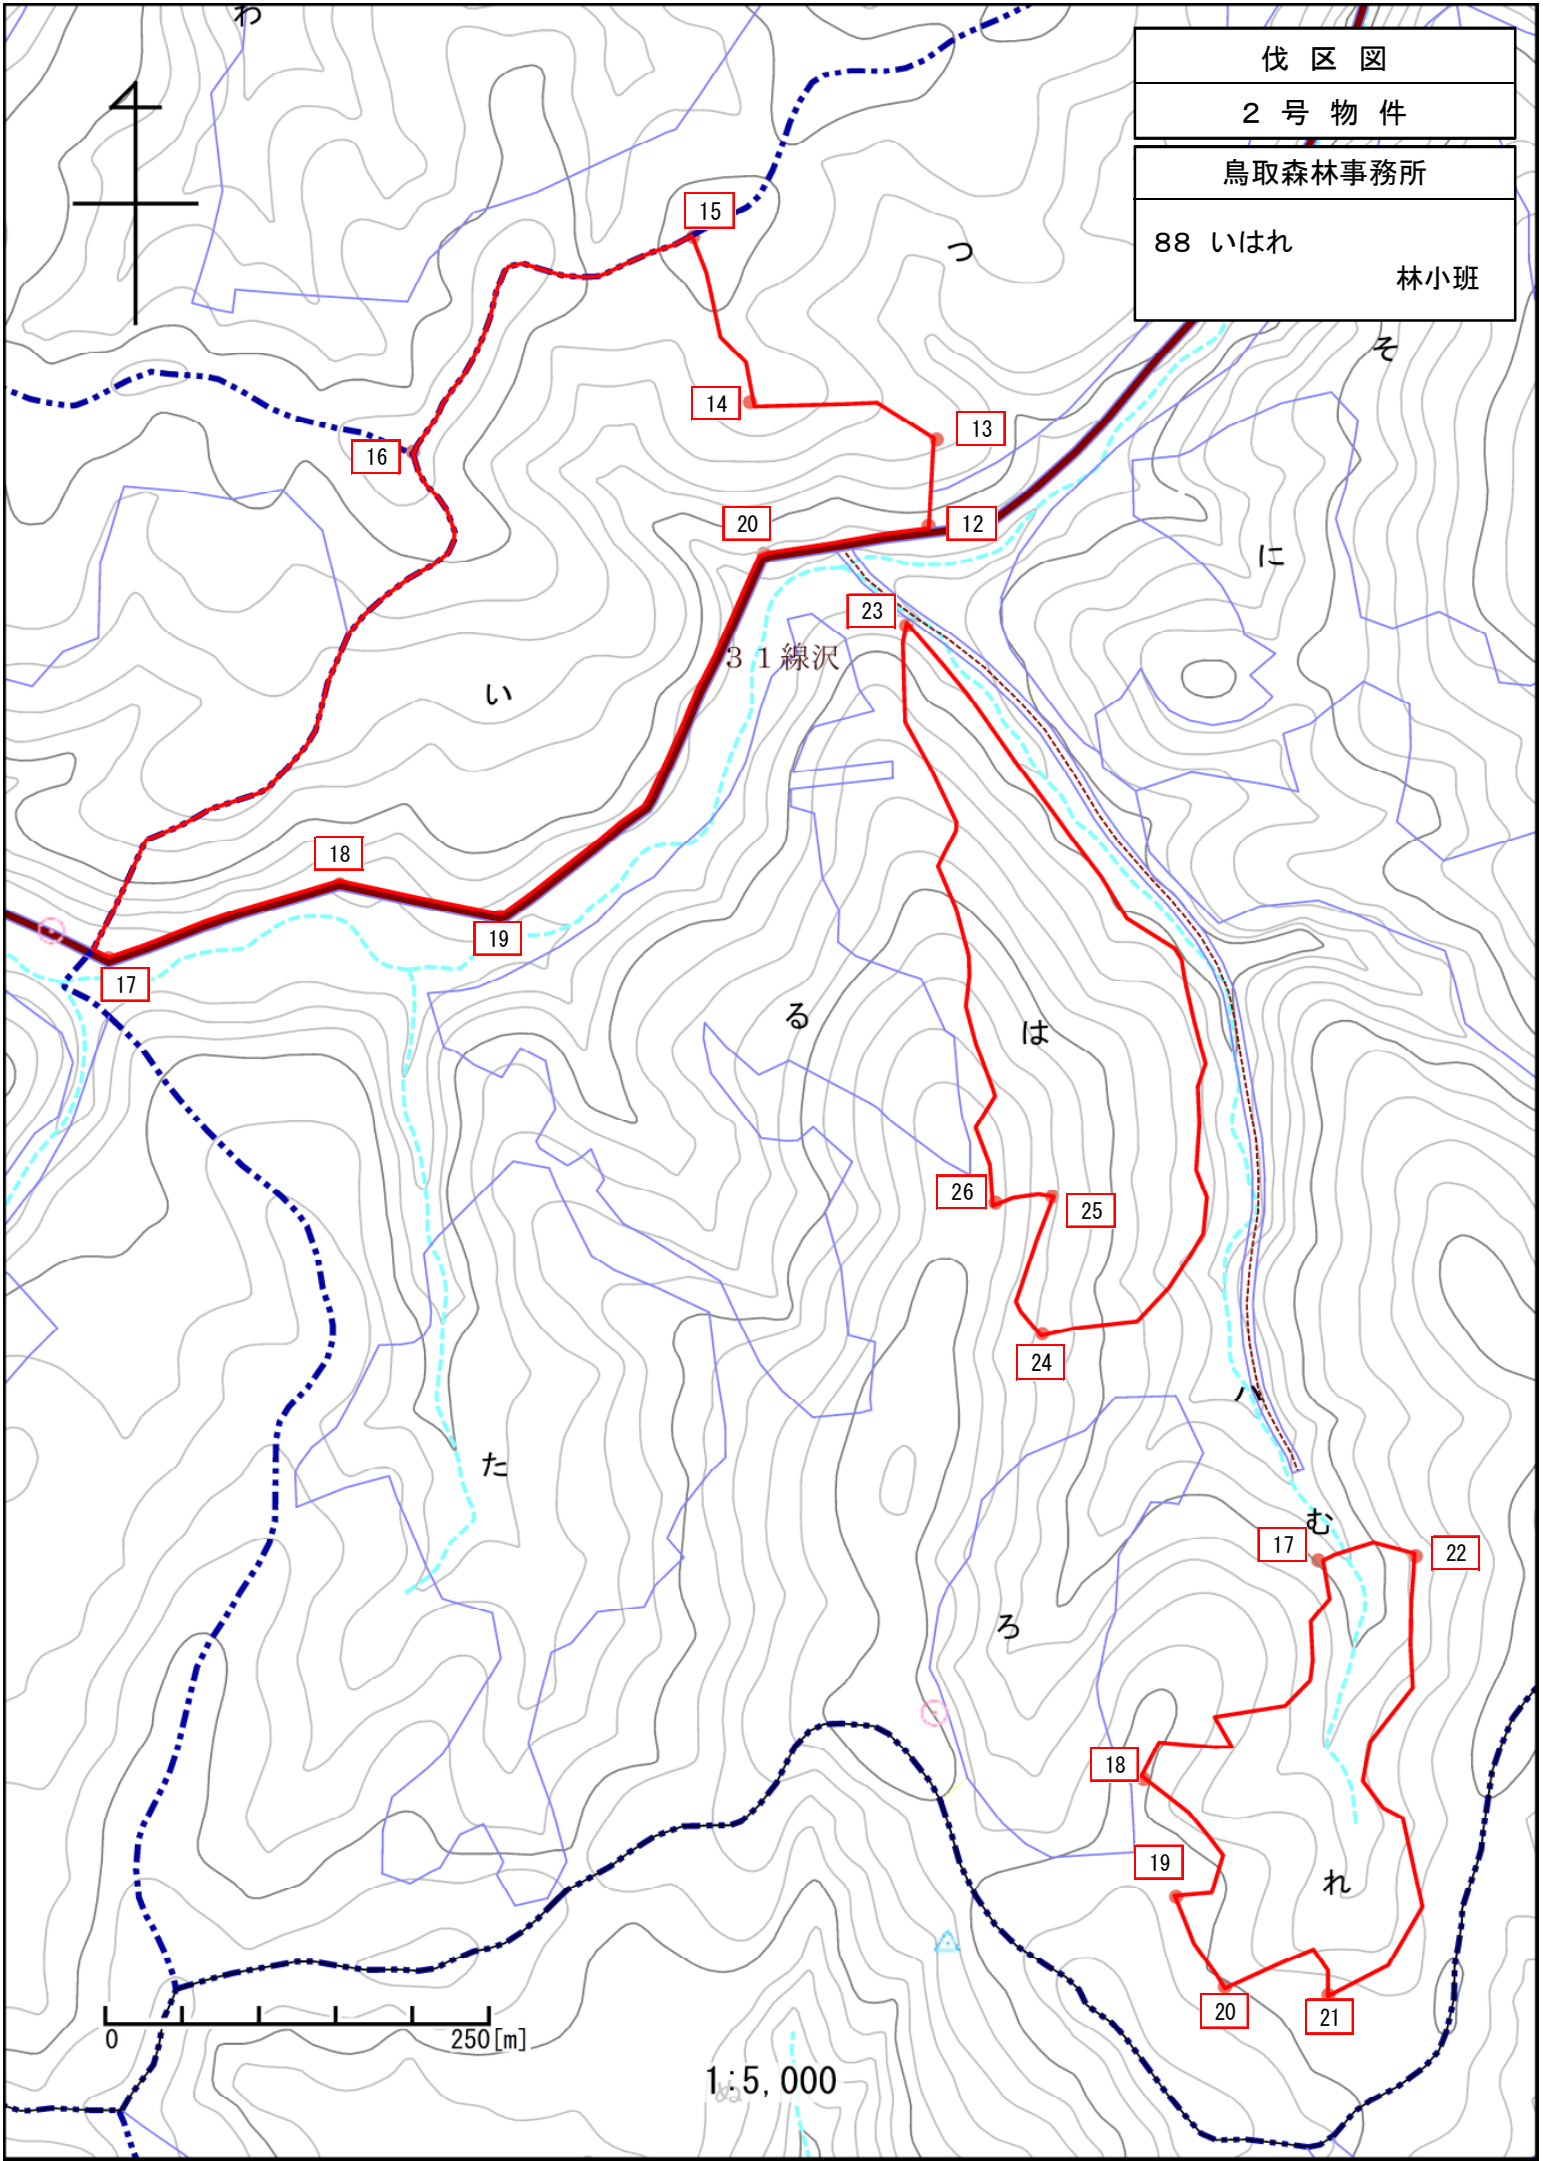 わ
伐 区 図
2 号 物 件
鳥取森林事務所
88 いはれ
林小班
15
つ
そ
14
13
16
20
12
に
23
31線沢
い
18
19
17
る
は
26
25
24
ハ
た
む
17
22
ろ
18
19
れ
20
21
0
250[m]
1:5,000
ぬ